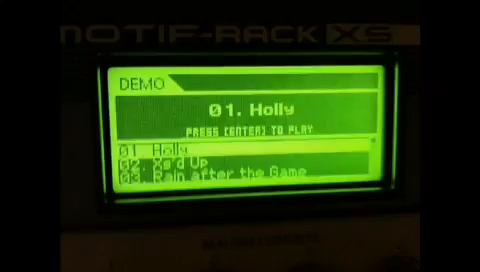 MOTIF-RACK XS
DEMO
01. Holly
PRESS [ENTER] TO PLAY
01. Holly
02. Xs'd Up
03. Rain after the Game